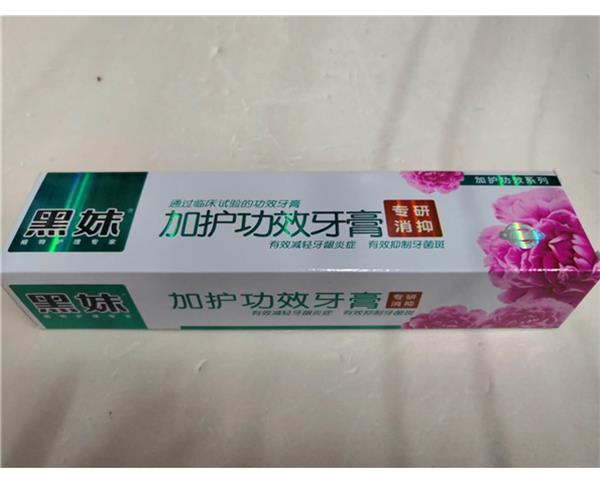 加护功效系列
通过临床试验的功效牙膏
黑妹
加护功效牙膏
专研
消抑
有效减轻牙龈炎症 有效抑制牙菌斑
黑妹
加护功效牙膏
专研
消抑
有效减轻牙龈炎症 有效抑制牙菌斑